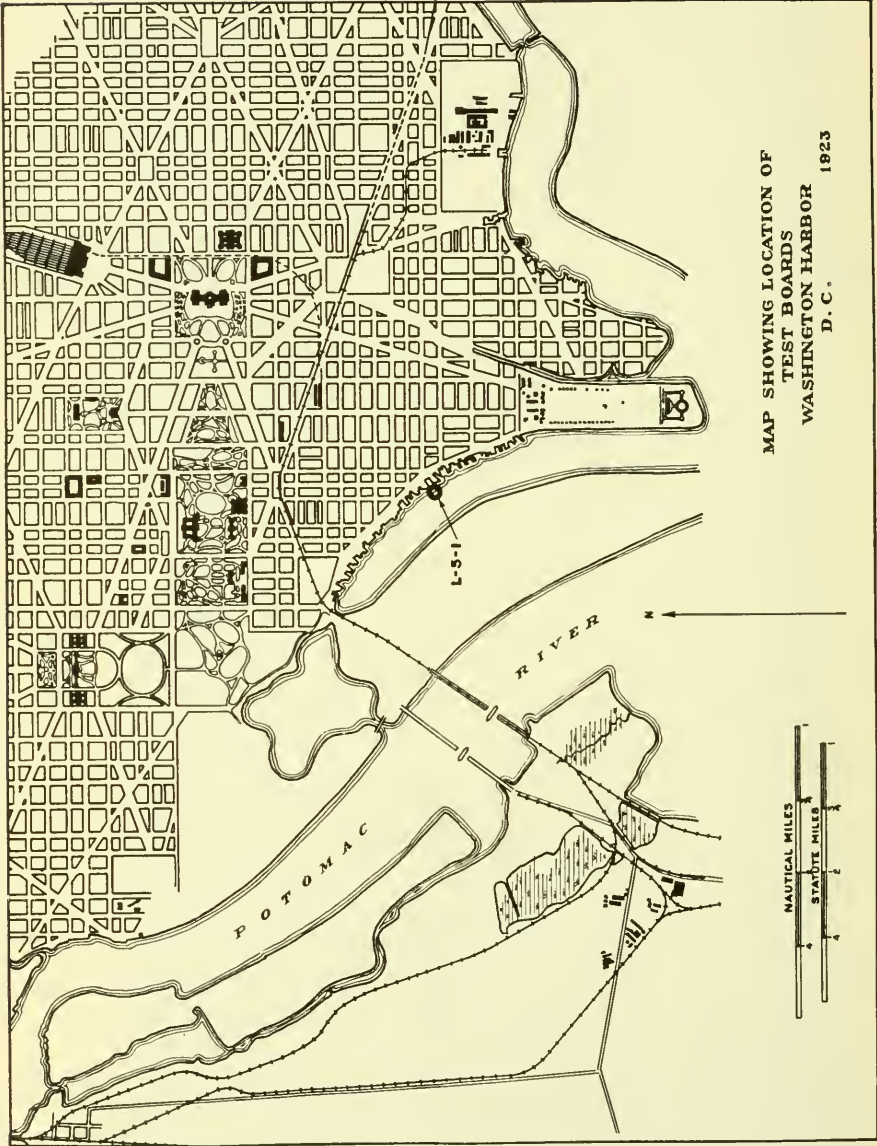 MAP SHOWING LOCATION OF
TEST BOARDS
WASHINGTON HARBOR
D. C. 1923
L-5-1
POTOMAC
RIVER
N
NAUTICAL MILES
STATUTE MILES